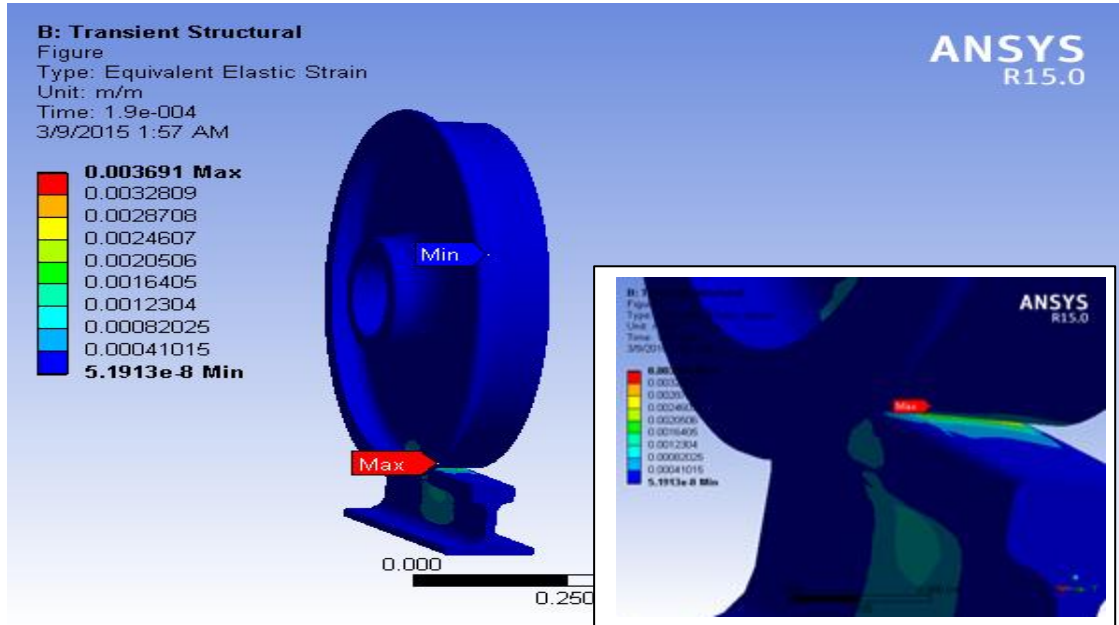 B: Transient Structural
Figure
Type: Equivalent Elastic Strain
Unit: m/m
Time: 1.9e-004
3/9/2015 1:57 AM
ANSYS
R15.0
0.003691 Max
0.0032809
0.0028708
0.0024607
0.0020506
0.0016405
0.0012304
0.00082025
0.00041015
5.1913e-8 Min
Min
Max
0.000
0.250
ANSYS
R15.0
Max
0.0020506
0.0016405
0.0012304
0.00082025
0.00041015
5.1913e-8 Min